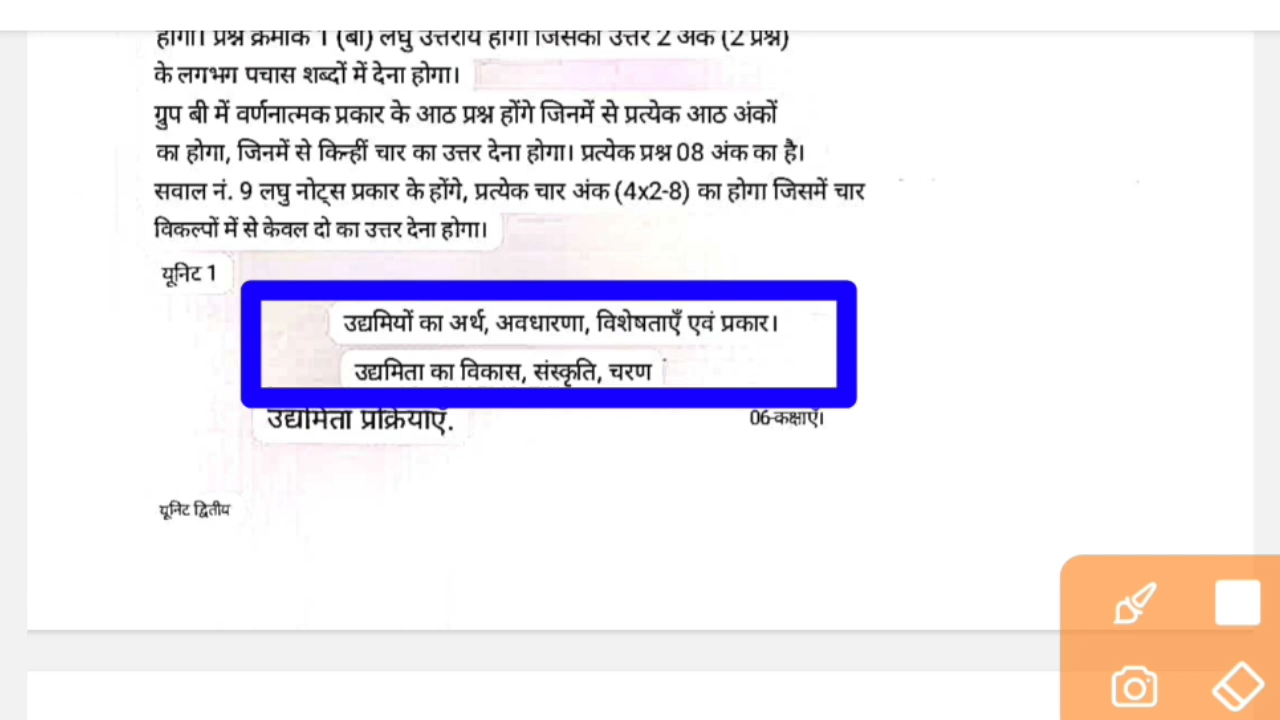 होगा। प्रश्न क्रमांक 1 (बी) लघु उत्तरीय होगा जिसका उत्तर 2 अंक (2 प्रश्न)
के लगभग पचास शब्दों में देना होगा।
ग्रुप बी में वर्णनात्मक प्रकार के आठ प्रश्न होंगे जिनमें से प्रत्येक आठ अंकों
का होगा, जिनमें से किन्हीं चार का उत्तर देना होगा। प्रत्येक प्रश्न 08 अंक का है।
सवाल नं. 9 लघु नोट्स प्रकार के होंगे, प्रत्येक चार अंक (4x2-8) का होगा जिसमें चार
विकल्पों में से केवल दो का उत्तर देना होगा।
यूनिट 1
उद्यमियों का अर्थ, अवधारणा, विशेषताएँ एवं प्रकार।
उद्यमिता का विकास, संस्कृति, चरण
उद्यमिता प्रक्रियाएँ. 06-कक्षाएँ।
यूनिट द्वितीय